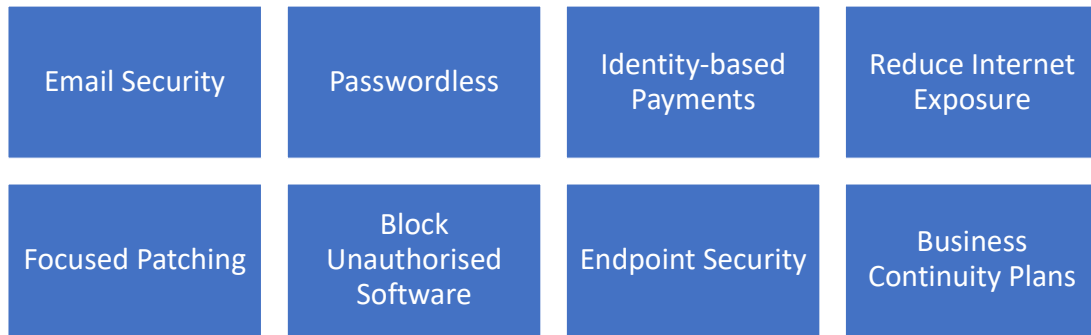 Email Security
Passwordless
Identity-based
Payments
Reduce Internet
Exposure
Focused Patching
Block
Unauthorised
Software
Endpoint Security
Business
Continuity Plans